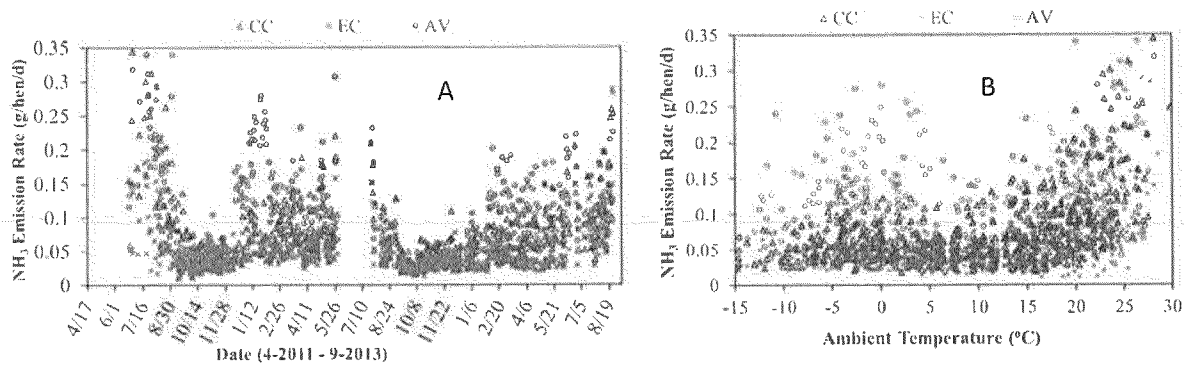 CC EC AV
0.35
0.3
0.25
0.2
0.15
0.1
0.05
0
NH3 Emission Rate (g/hen/d)
A
4/17 6/1 7/16 8/30 10/14 11/28 1/12 2/26 4/11 5/26 7/10 8/24 10/8 11/22 1/6 2/20 4/6 5/21 7/5 8/19
Date (4-2011 - 9-2013)
CC EC AV
0.35
0.3
0.25
0.2
0.15
0.1
0.05
0
NH3 Emission Rate (g/hen/d)
B
-15 -10 -5 0 5 10 15 20 25 30
Ambient Temperature (ºC)